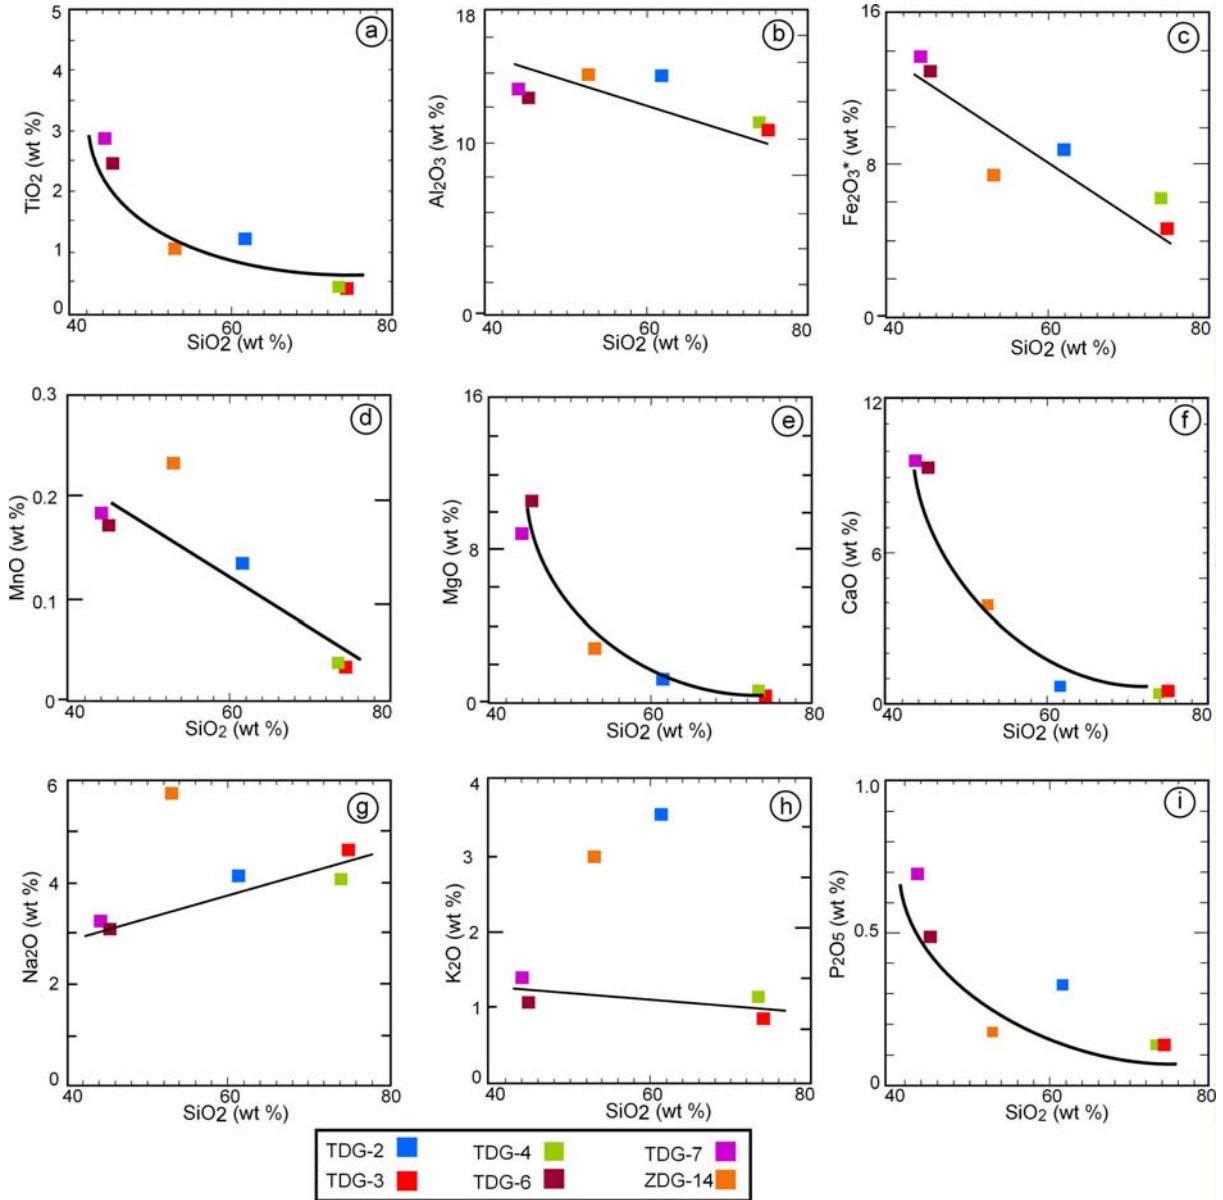 a
TiO2 (wt %)
5
4
3
2
1
0
40 60 80
SiO2 (wt %)
b
Al2O3 (wt %)
18
10
0
40 60 80
SiO2 (wt %)
c
Fe2O3* (wt %)
16
8
0
40 60 80
SiO2 (wt %)
d
MnO (wt %)
0.3
0.2
0.1
0
40 60 80
SiO2 (wt %)
e
MgO (wt %)
16
8
0
40 60 80
SiO2 (wt %)
f
CaO (wt %)
12
6
0
40 60 80
SiO2 (wt %)
g
Na2O (wt %)
6
4
2
0
40 60 80
SiO2 (wt %)
h
K2O (wt %)
4
3
2
1
0
40 60 80
SiO2 (wt %)
i
P2O5 (wt %)
1.0
0.5
0
40 60 80
SiO2 (wt %)
TDG-2 TDG-4 TDG-7
TDG-3 TDG-6 ZDG-14